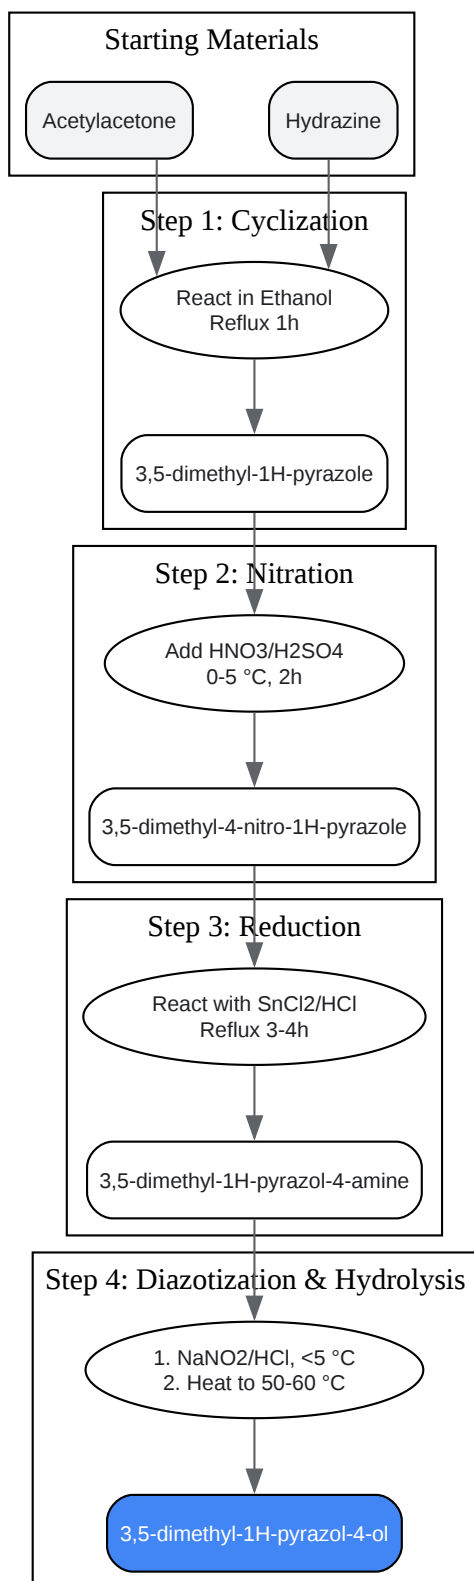 Starting Materials
Acetylacetone
Hydrazine
Step 1: Cyclization
React in Ethanol
Reflux 1h
3,5-dimethyl-1H-pyrazole
Step 2: Nitration
Add HNO3/H2SO4
0-5 °C, 2h
3,5-dimethyl-4-nitro-1H-pyrazole
Step 3: Reduction
React with SnCl2/HCl
Reflux 3-4h
3,5-dimethyl-1H-pyrazol-4-amine
Step 4: Diazotization & Hydrolysis
1. NaNO2/HCl, <5 °C
2. Heat to 50-60 °C
3,5-dimethyl-1H-pyrazol-4-ol